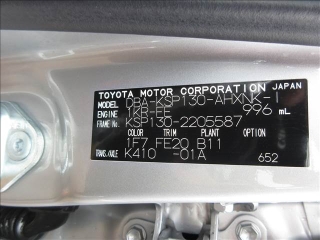 TOYOTA MOTOR CORPORATION JAPAN
MODEL DBA-KSP130-AHXNK-1
ENGINE 1KR-FE 996 mL
FRAME No. KSP130-2205587
COLOR TRIM PLANT OPTION
1F7 FE20 B11
TRANS./AXLE K410 -01A
652